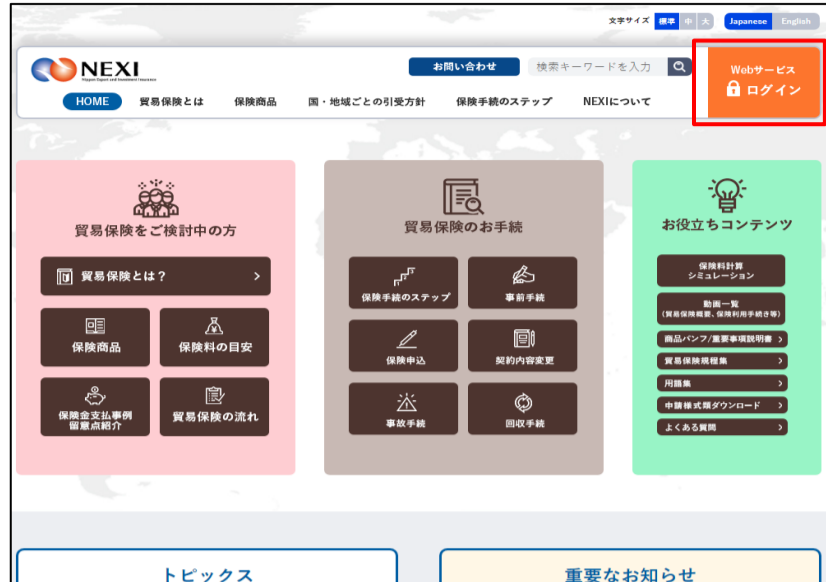 文字サイズ 標準 中 大 Japanese English
NEXI
Nippon Export and Investment Insurance
お問い合わせ 検索キーワードを入力
Webサービス
ログイン
HOME 貿易保険とは 保険商品 国・地域ごとの引受方針 保険手続のステップ NEXIについて
貿易保険をご検討中の方
貿易保険とは?
保険商品 保険料の目安
保険金支払事例
留意点紹介
貿易保険の流れ
貿易保険のお手続
保険手続のステップ 事前手続
保険申込 契約内容変更
事故手続 回収手続
お役立ちコンテンツ
保険料計算
シミュレーション
動画一覧
(貿易保険概要、保険利用手続き等)
商品パンフ/重要事項説明書
貿易保険規程集
用語集
申請様式類ダウンロード
よくある質問
トピックス 重要なお知らせ